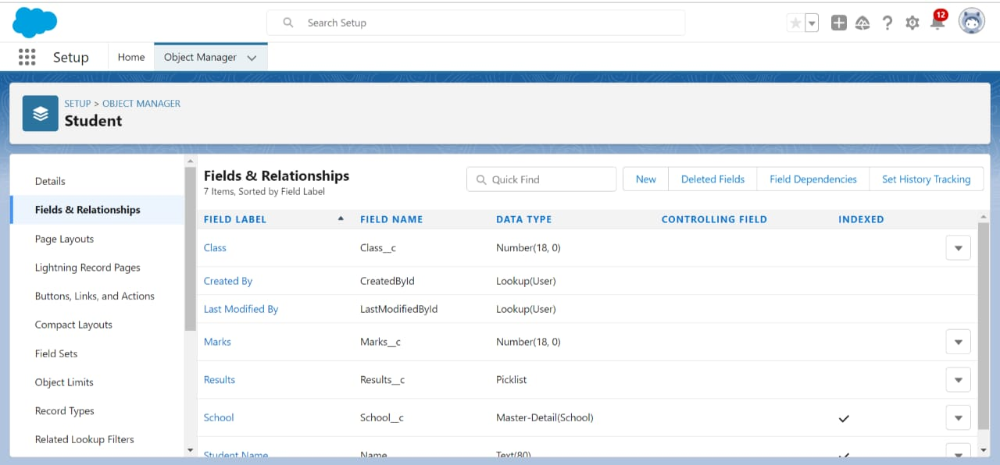 Search Setup
12
Setup
Home
Object Manager
SETUP > OBJECT MANAGER
Student
Details
Fields & Relationships
Page Layouts
Lightning Record Pages
Buttons, Links, and Actions
Compact Layouts
Field Sets
Object Limits
Record Types
Related Lookup Filters
Fields & Relationships
7 Items, Sorted by Field Label
Quick Find
New
Deleted Fields
Field Dependencies
Set History Tracking
FIELD LABEL FIELD NAME DATA TYPE CONTROLLING FIELD INDEXED
Class Class__c Number(18, 0)
Created By CreatedById Lookup(User)
Last Modified By LastModifiedById Lookup(User)
Marks Marks__c Number(18, 0)
Results Results__c Picklist
School School__c Master-Detail(School)
Student Name Name Text(80)